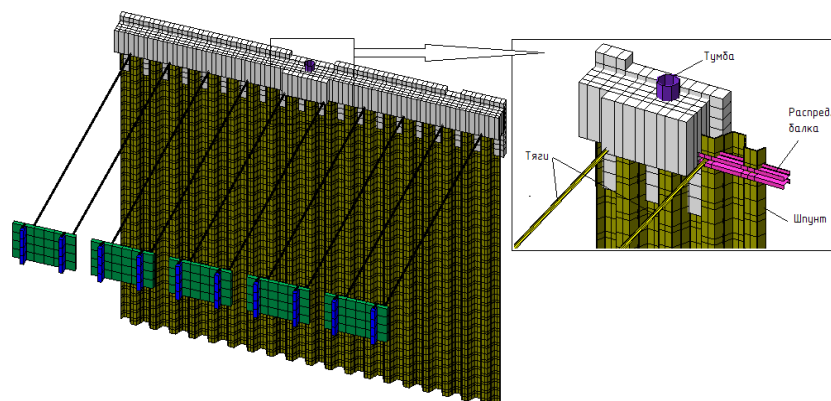 Тумба
Распред.
балка
Тяги
Шпунт